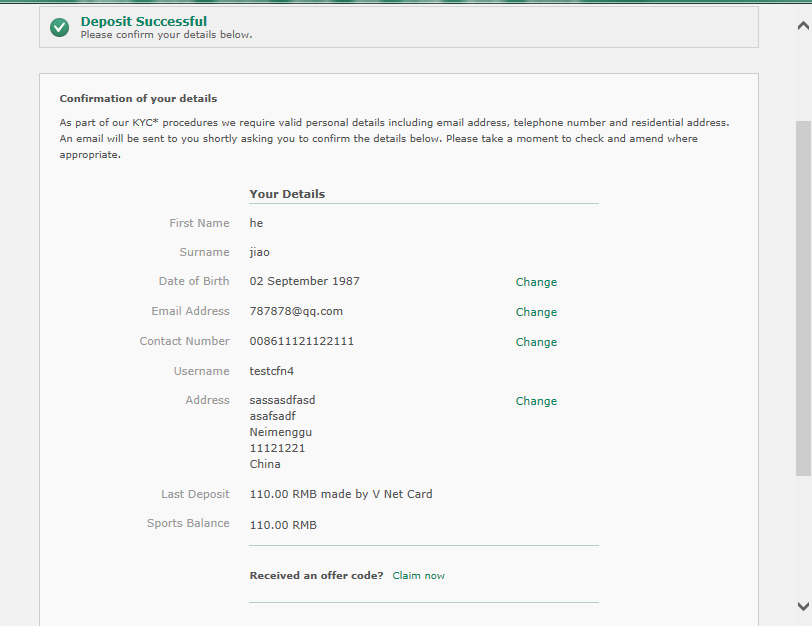 Deposit Successful
Please confirm your details below.
Confirmation of your details
As part of our KYC* procedures we require valid personal details including email address, telephone number and residential address.
An email will be sent to you shortly asking you to confirm the details below. Please take a moment to check and amend where
appropriate.
Your Details
First Name he
Surname jiao
Date of Birth 02 September 1987 Change
Email Address 787878@qq.com Change
Contact Number 008611121122111 Change
Username testcfn4
Address sassasdfasd Change
asafsadf
Neimenggu
11121221
China
Last Deposit 110.00 RMB made by V Net Card
Sports Balance 110.00 RMB
Received an offer code? Claim now